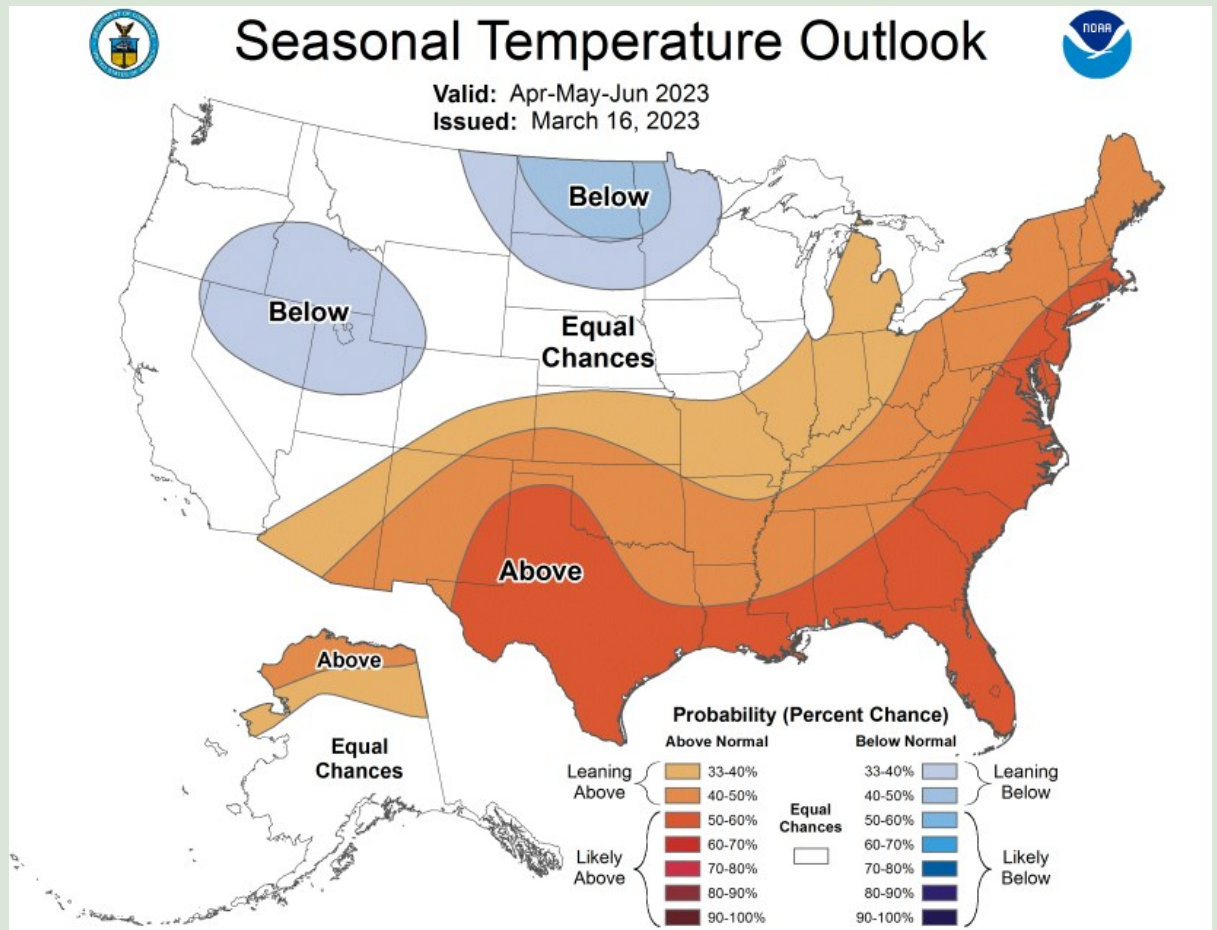 Seasonal Temperature Outlook
NOAA
Valid: Apr-May-Jun 2023
Issued: March 16, 2023
Below
Below
Equal
Chances
Above
Above
Equal
Chances
Probability (Percent Chance)
Above Normal
Below Normal
Leaning
Above
33-40%
40-50%
50-60%
60-70%
70-80%
80-90%
90-100%
Likely
Above
Equal
Chances
33-40%
40-50%
50-60%
60-70%
70-80%
80-90%
90-100%
Leaning
Below
Likely
Below